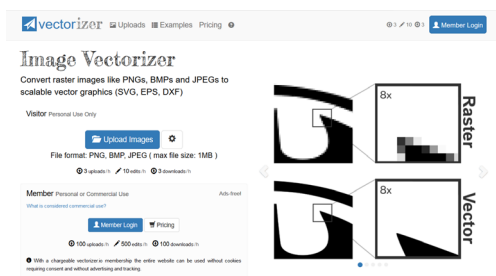 vectorizer Uploads Examples Pricing 3 10 3 Member Login
Image Vectorizer
Convert raster images like PNGs, BMPs and JPEGs to
scalable vector graphics (SVG, EPS, DXF)
Visitor Personal Use Only
Upload Images
File format: PNG, BMP, JPEG ( max file size: 1MB )
3 uploads/h 10 edits/h 3 downloads/h
Member Personal or Commercial Use Ads-free
What is considered commercial use?
Member Login Pricing
100 uploads/h 500 edits/h 100 downloads/h
With a chargeable vectorizer.io membership the entire website can be used without cookies
requiring consent and without advertising and tracking.
8x
Raster
8x
Vector